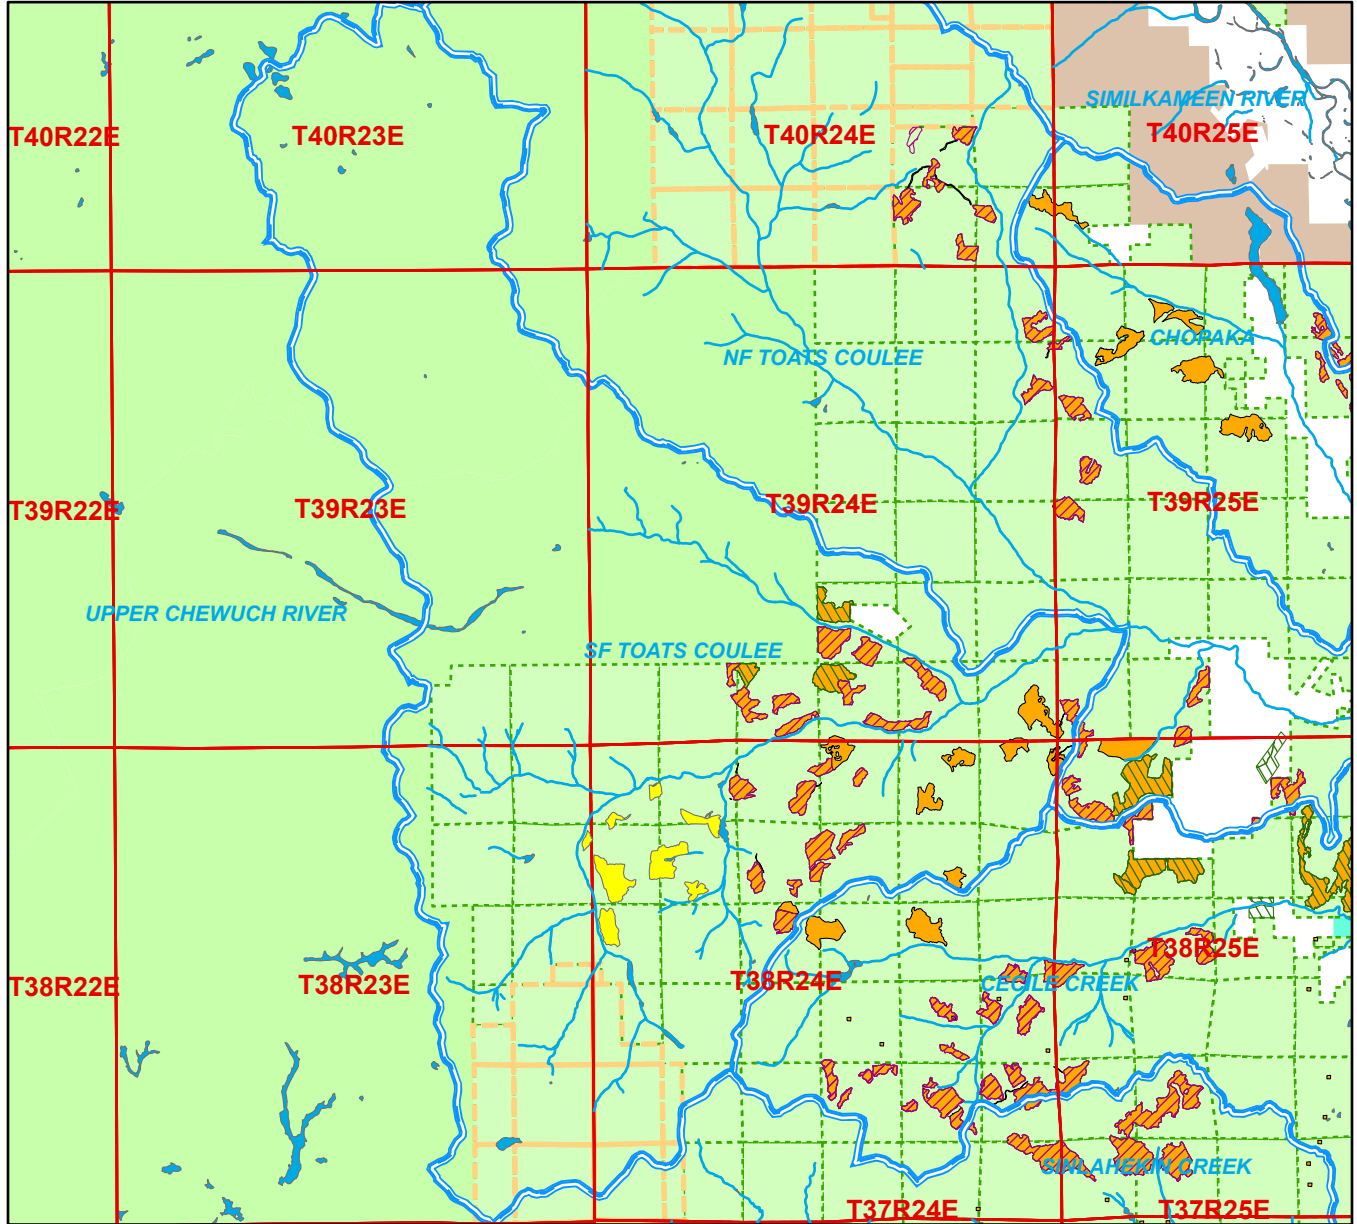 SIMILKAMEEN RIVER
T40R22E
T40R23E
T40R24E
T40R25E
NF TOATS COULEE
CHOPAKA
T39R22E
T39R23E
T39R24E
T39R25E
UPPER CHEWUCH RIVER
SF TOATS COULEE
T38R22E
T38R23E
T38R24E
T38R25E
CECILE CREEK
SINLAHEKIN CREEK
T37R24E
T37R25E